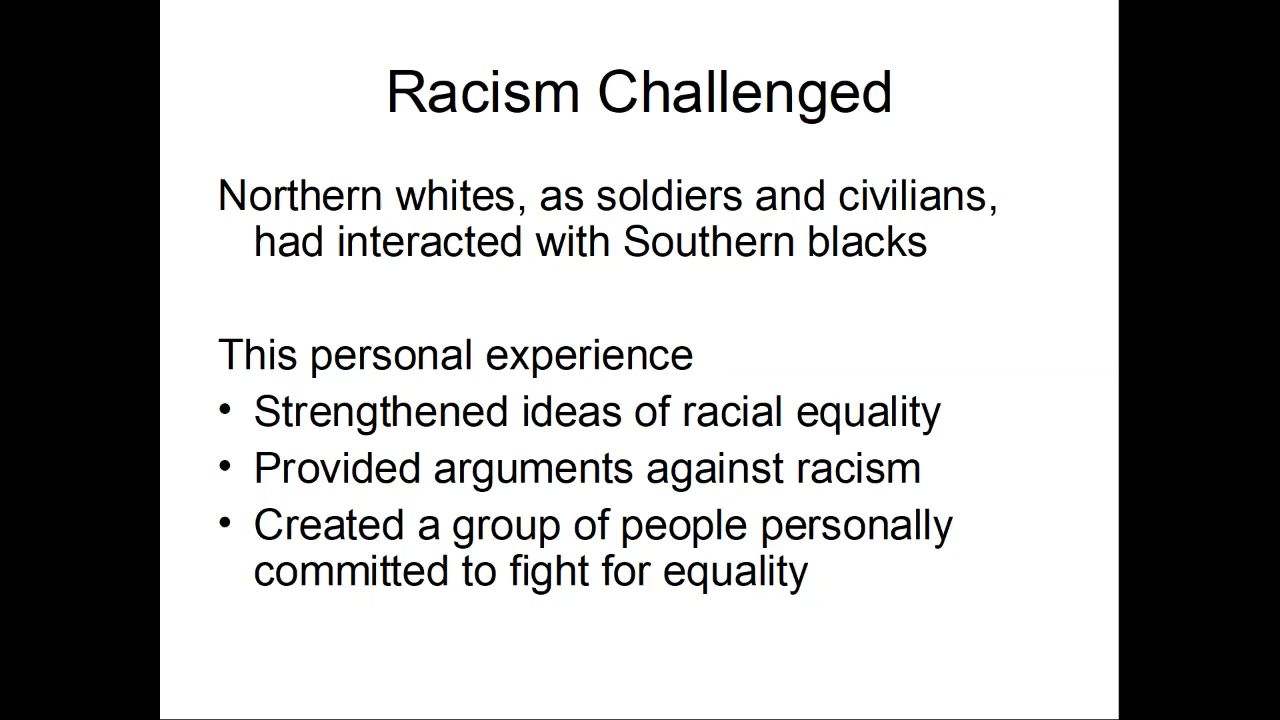 Racism Challenged
Northern whites, as soldiers and civilians,
had interacted with Southern blacks
This personal experience
• Strengthened ideas of racial equality
• Provided arguments against racism
• Created a group of people personally
committed to fight for equality